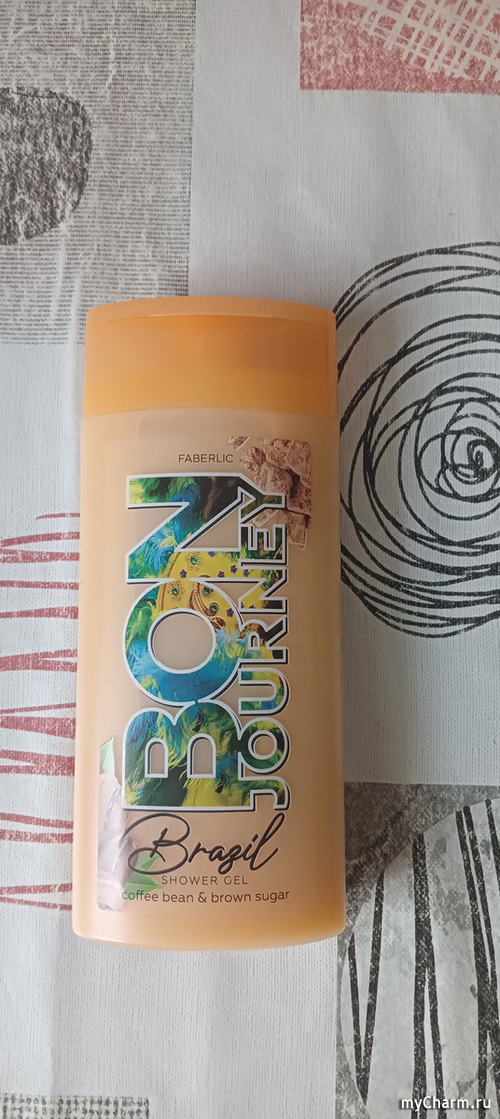 FABERLIC
BON
JOURNEY
Brazil
SHOWER GEL
coffee bean & brown sugar
myCharm.ru